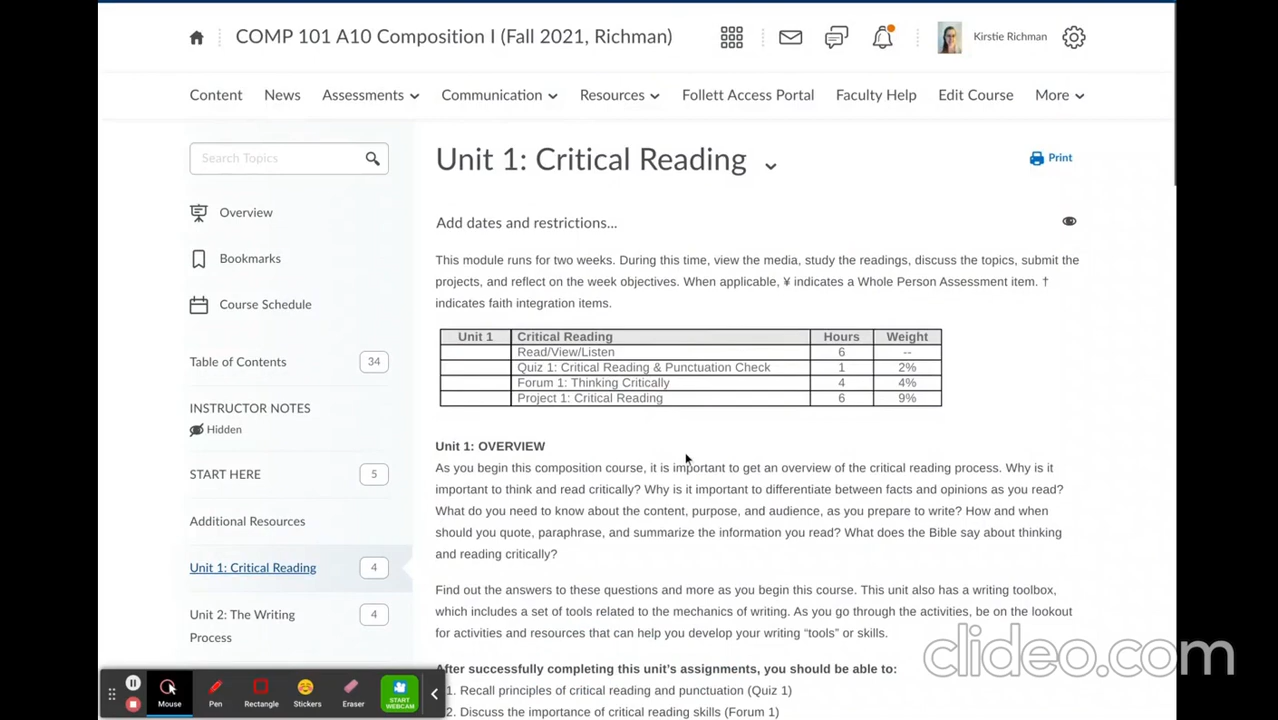 COMP 101 A10 Composition I (Fall 2021, Richman)
Kirstie Richman
Content News Assessments Communication Resources Follett Access Portal Faculty Help Edit Course More
Search Topics
Overview
Bookmarks
Course Schedule
Table of Contents 34
INSTRUCTOR NOTES
Hidden
START HERE 5
Additional Resources
Unit 1: Critical Reading 4
Unit 2: The Writing 4
Process
Unit 1: Critical Reading
Print
Add dates and restrictions...
This module runs for two weeks. During this time, view the media, study the readings, discuss the topics, submit the
projects, and reflect on the week objectives. When applicable, ¥ indicates a Whole Person Assessment item. †
indicates faith integration items.
Unit 1 Critical Reading Hours Weight
Read/View/Listen 6 --
Quiz 1: Critical Reading & Punctuation Check 1 2%
Forum 1: Thinking Critically 4 4%
Project 1: Critical Reading 6 9%
Unit 1: OVERVIEW
As you begin this composition course, it is important to get an overview of the critical reading process. Why is it
important to think and read critically? Why is it important to differentiate between facts and opinions as you read?
What do you need to know about the content, purpose, and audience, as you prepare to write? How and when
should you quote, paraphrase, and summarize the information you read? What does the Bible say about thinking
and reading critically?
Find out the answers to these questions and more as you begin this course. This unit also has a writing toolbox,
which includes a set of tools related to the mechanics of writing. As you go through the activities, be on the lookout
for activities and resources that can help you develop your writing “tools” or skills.
After successfully completing this unit’s assignments, you should be able to:
1. Recall principles of critical reading and punctuation (Quiz 1)
2. Discuss the importance of critical reading skills (Forum 1)
Mouse Pen Rectangle Stickers Eraser START WEBCAM
clideo.com